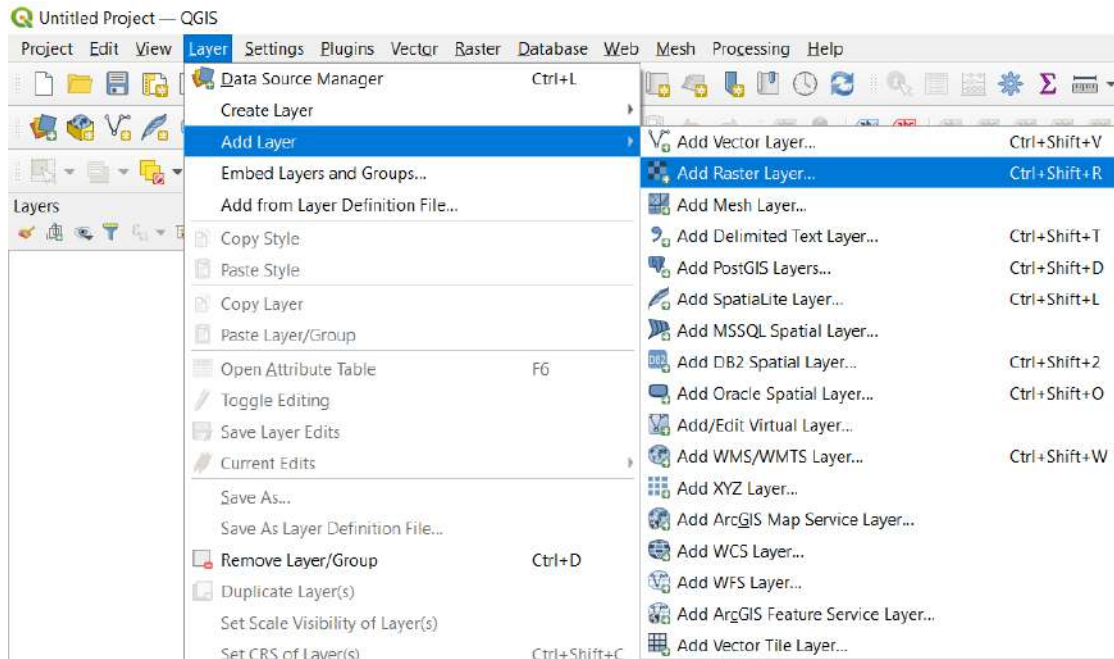 Untitled Project — QGIS
Project Edit View Layer Settings Plugins Vector Raster Database Web Mesh Processing Help
Data Source Manager Ctrl+L
Create Layer
Add Layer
Embed Layers and Groups...
Add from Layer Definition File...
Copy Style
Paste Style
Copy Layer
Paste Layer/Group
Open Attribute Table F6
Toggle Editing
Save Layer Edits
Current Edits
Save As...
Save As Layer Definition File...
Remove Layer/Group Ctrl+D
Duplicate Layer(s)
Set Scale Visibility of Layer(s)
Set CRS of Layer(s) Ctrl+Shift+C
Layers
Add Vector Layer... Ctrl+Shift+V
Add Raster Layer... Ctrl+Shift+R
Add Mesh Layer...
Add Delimited Text Layer... Ctrl+Shift+T
Add PostGIS Layers... Ctrl+Shift+D
Add SpatiaLite Layer... Ctrl+Shift+L
Add MSSQL Spatial Layer...
Add DB2 Spatial Layer... Ctrl+Shift+2
Add Oracle Spatial Layer... Ctrl+Shift+O
Add/Edit Virtual Layer...
Add WMS/WMTS Layer... Ctrl+Shift+W
Add XYZ Layer...
Add ArcGIS Map Service Layer...
Add WCS Layer...
Add WFS Layer...
Add ArcGIS Feature Service Layer...
Add Vector Tile Layer...